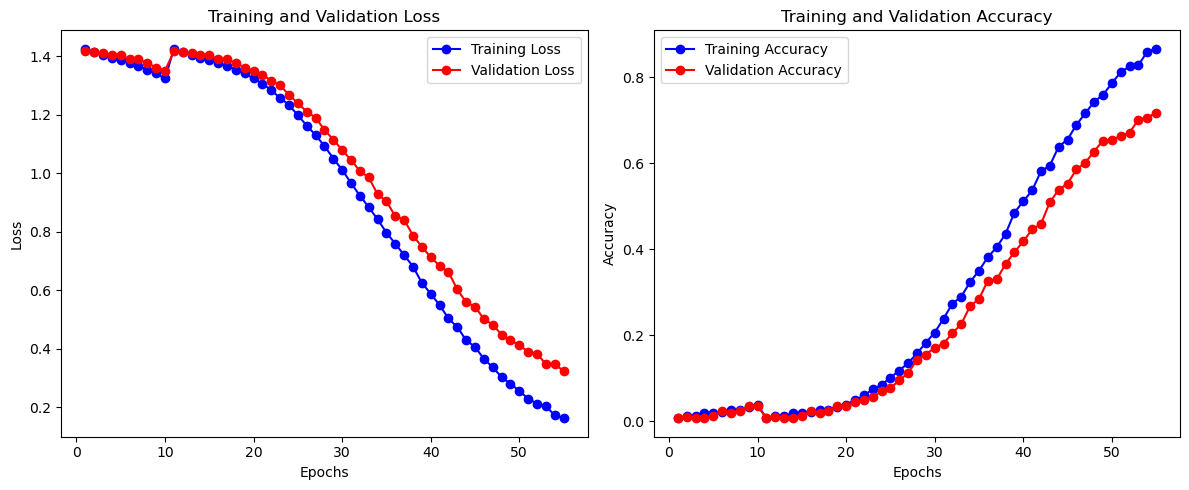 Training and Validation Loss
Training Loss
Validation Loss
1.4
1.2
1.0
0.8
0.6
0.4
0.2
Loss
0 10 20 30 40 50
Epochs
Training and Validation Accuracy
Training Accuracy
Validation Accuracy
0.8
0.6
0.4
0.2
0.0
Accuracy
0 10 20 30 40 50
Epochs